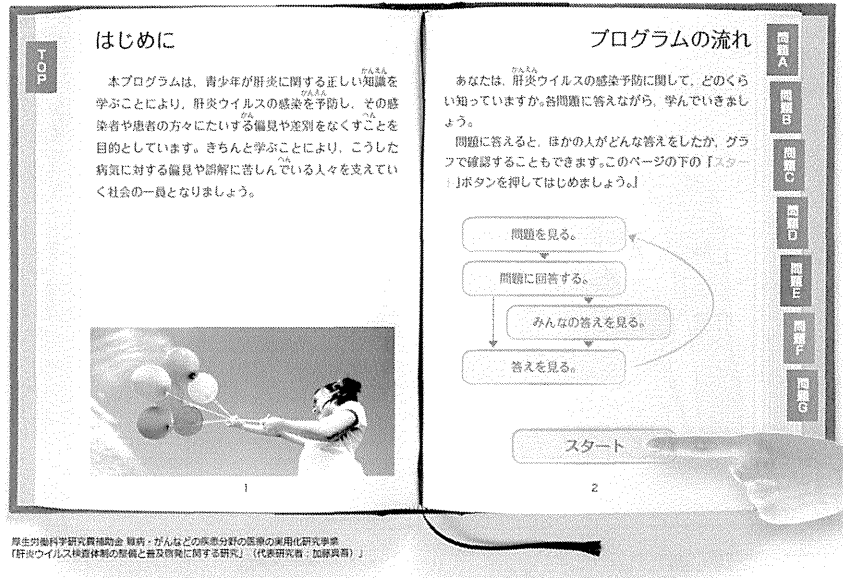 TOP
はじめに
本プログラムは、青少年が肝炎に関する正しい知識を
学ぶことにより、肝炎ウイルスの感染を予防し、その感
染者や患者の方々にたいする偏見や差別をなくすことを
目的としています。きちんと学ぶことにより、こうした
病気に対する偏見や誤解に苦しんでいる人々を支えてい
く社会の一員となりましょう。
1
プログラムの流れ
あなたは、肝炎ウイルスの感染予防に関して、どのくら
い知っていますか。各問題に答えながら、学んでいきまし
ょう。
問題に答えると、ほかの人がどんな答えをしたか、グラ
フで確認することもできます。このページの下の「スター
ト」ボタンを押してはじめましょう。」
問題を見る。
問題に回答する。
みんなの答えを見る。
答えを見る。
スタート
2
問題A
問題B
問題C
問題D
問題E
問題F
問題G
厚生労働科学研究費補助金 難病・がんなどの疾患分野の医療の実用化研究事業
「肝炎ウイルス検査体制の整備と普及啓発に関する研究」（代表研究者：加藤真吾）」